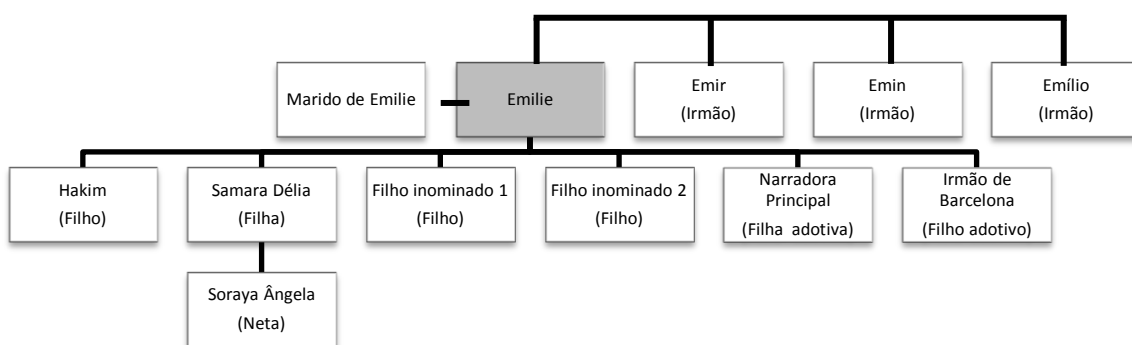 Marido de Emilie
Emilie
Emir
(Irmão)
Emin
(Irmão)
Emílio
(Irmão)
Hakim
(Filho)
Samara Délia
(Filha)
Filho inominado 1
(Filho)
Filho inominado 2
(Filho)
Narradora
Principal
(Filha adotiva)
Irmão de
Barcelona
(Filho adotivo)
Soraya Ângela
(Neta)